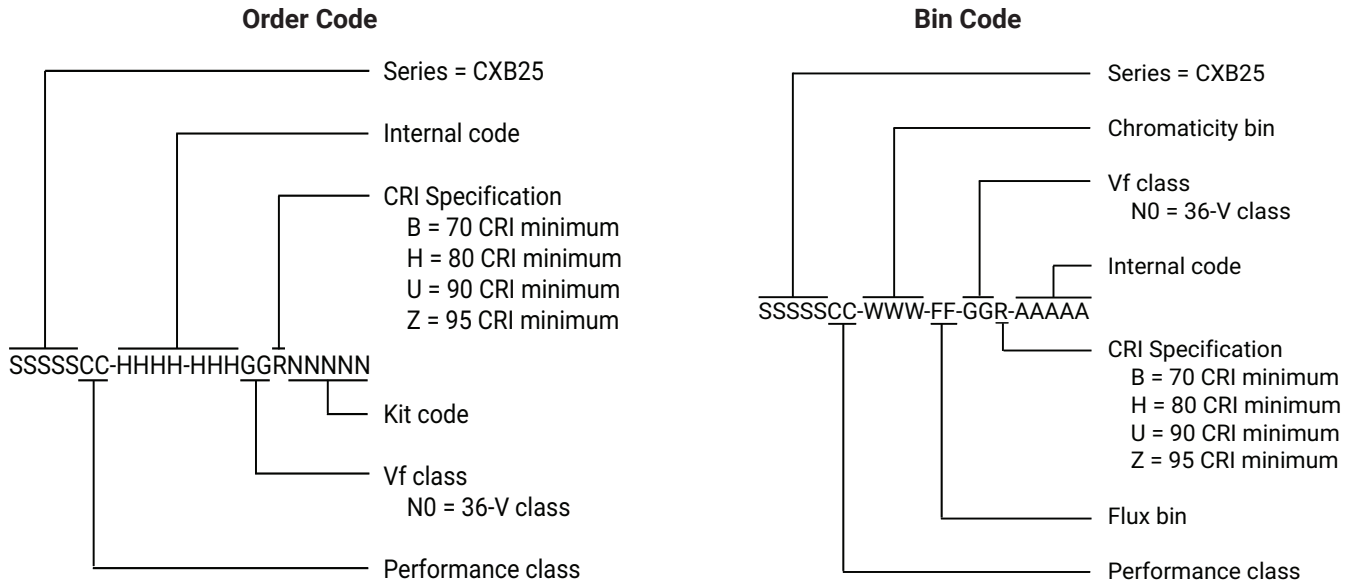 Order Code
Series = CXB25
Internal code
CRI Specification
B = 70 CRI minimum
H = 80 CRI minimum
U = 90 CRI minimum
Z = 95 CRI minimum
SSSSSCC-HHHH-HHHGGRNNNNN
Kit code
Vf class
N0 = 36-V class
Performance class
Bin Code
Series = CXB25
Chromaticity bin
Vf class
N0 = 36-V class
Internal code
SSSSSCC-WWW-FF-GGR-AAAAA
CRI Specification
B = 70 CRI minimum
H = 80 CRI minimum
U = 90 CRI minimum
Z = 95 CRI minimum
Flux bin
Performance class